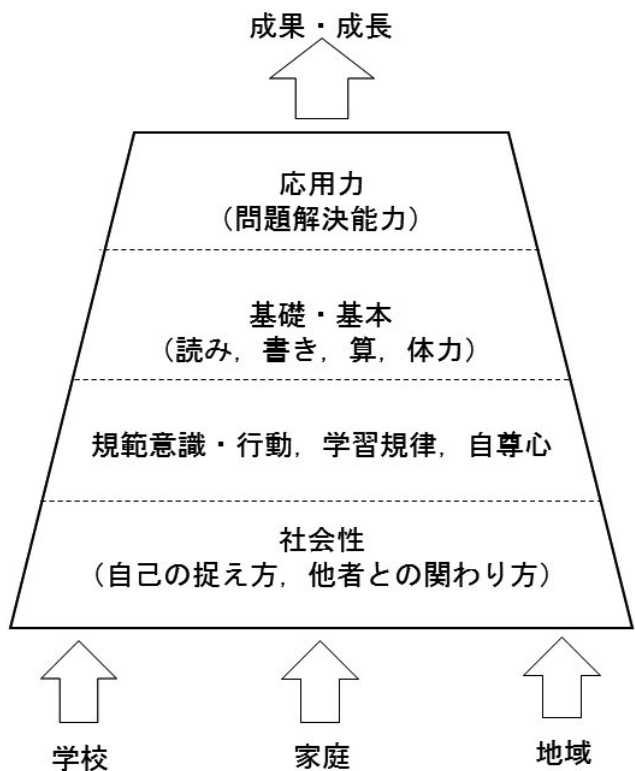 成果・成長
応用力
（問題解決能力）
基礎・基本
（読み，書き，算，体力）
規範意識・行動，学習規律，自尊心
社会性
（自己の捉え方，他者との関わり方）
学校
家庭
地域